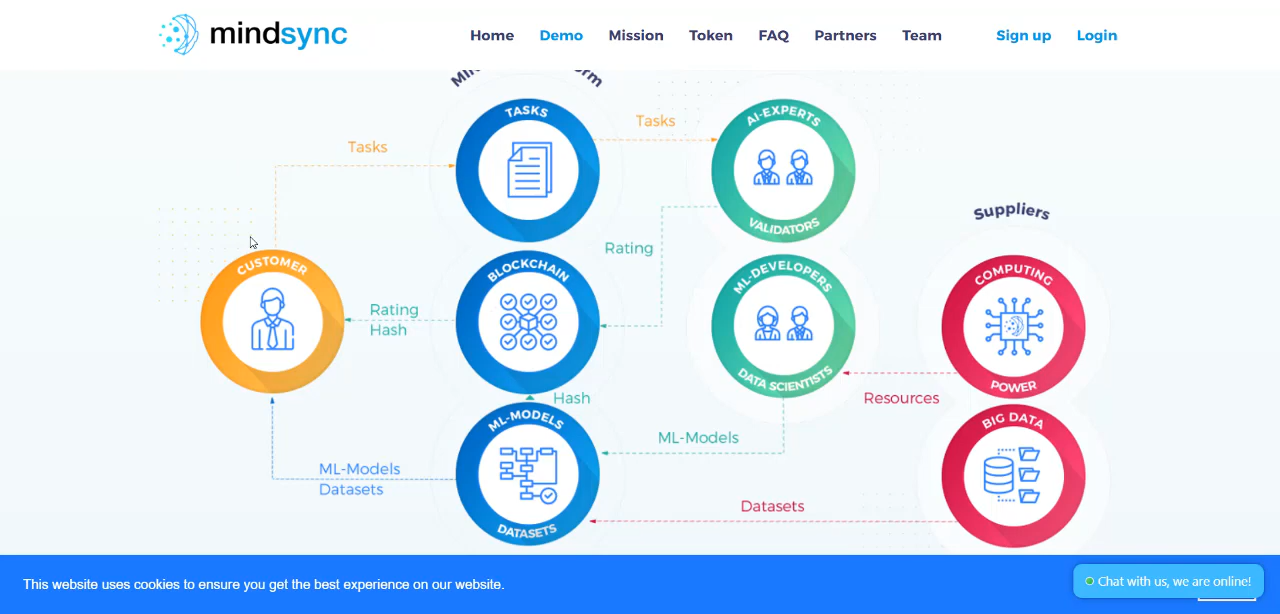 mindsync
Home Demo Mission Token FAQ Partners Team Sign up Login
TASKS
Tasks
AI-EXPERTS
VALIDATORS
Tasks
Suppliers
Rating
CUSTOMER
BLOCKCHAIN
ML-DEVELOPERS
DATA SCIENTISTS
COMPUTING
POWER
Rating
Hash
Hash
Resources
ML-MODELS
DATASETS
BIG DATA
ML-Models
ML-Models
Datasets
Datasets
This website uses cookies to ensure you get the best experience on our website.
Chat with us, we are online!